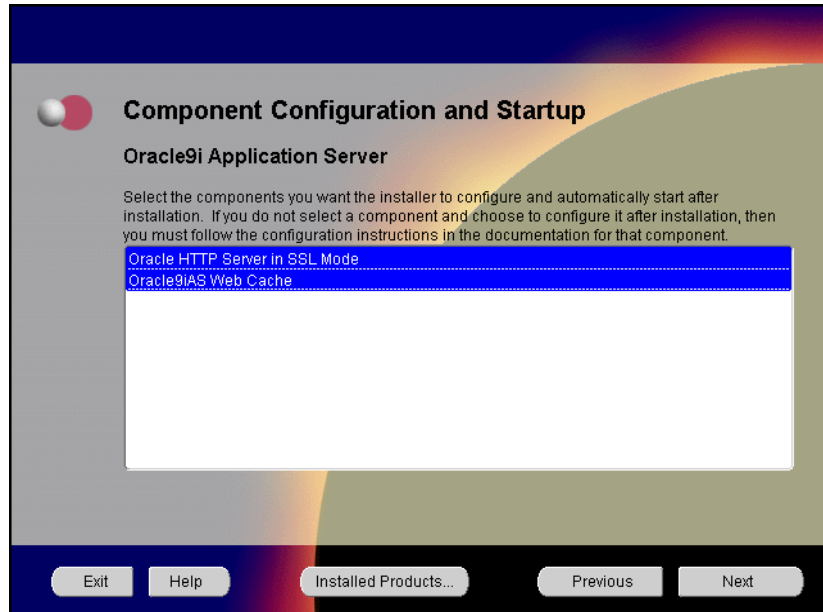 Component Configuration and Startup
Oracle9i Application Server
Select the components you want the installer to configure and automatically start after
installation. If you do not select a component and choose to configure it after installation, then
you must follow the configuration instructions in the documentation for that component.
Oracle HTTP Server in SSL Mode
Oracle9iAS Web Cache
Exit
Help
Installed Products...
Previous
Next